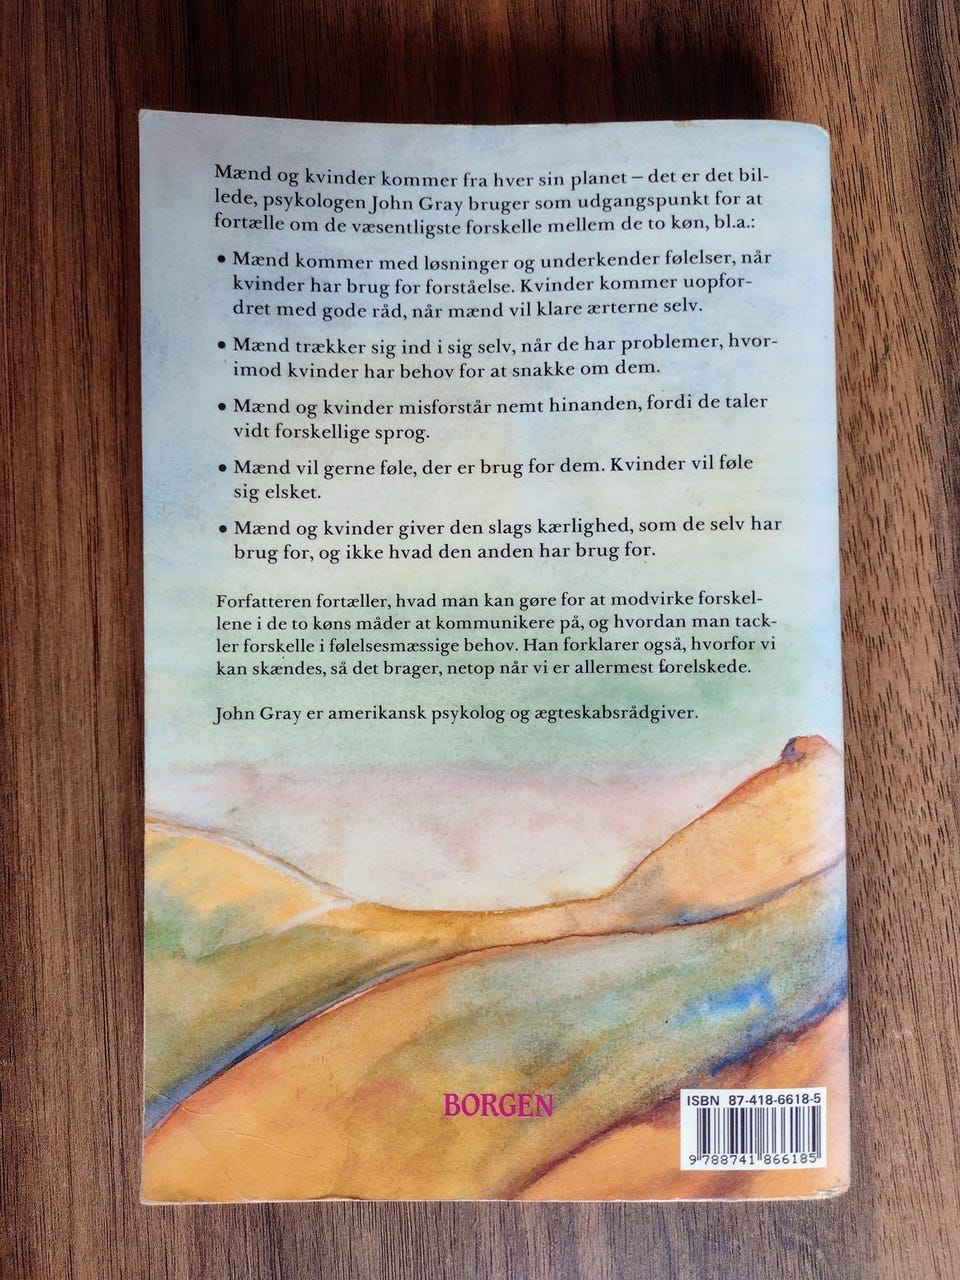 Mænd og kvinder kommer fra hver sin planet – det er det bil-
lede, psykologen John Gray bruger som udgangspunkt for at
fortælle om de væsentligste forskelle mellem de to køn, bl.a.:
• Mænd kommer med løsninger og underkender følelser, når
kvinder har brug for forståelse. Kvinder kommer uopfor-
dret med gode råd, når mænd vil klare ærterne selv.
• Mænd trækker sig ind i sig selv, når de har problemer, hvor-
imod kvinder har behov for at snakke om dem.
• Mænd og kvinder misforstår nemt hinanden, fordi de taler
vidt forskellige sprog.
• Mænd vil gerne føle, der er brug for dem. Kvinder vil føle
sig elsket.
• Mænd og kvinder giver den slags kærlighed, som de selv har
brug for, og ikke hvad den anden har brug for.
Forfatteren fortæller, hvad man kan gøre for at modvirke forskel-
lene i de to køns måder at kommunikere på, og hvordan man tack-
ler forskelle i følelsesmæssige behov. Han forklarer også, hvorfor vi
kan skændes, så det brager, netop når vi er allermest forelskede.
John Gray er amerikansk psykolog og ægteskabsrådgiver.
BORGEN
ISBN 87-418-6618-5
9 788741 866185